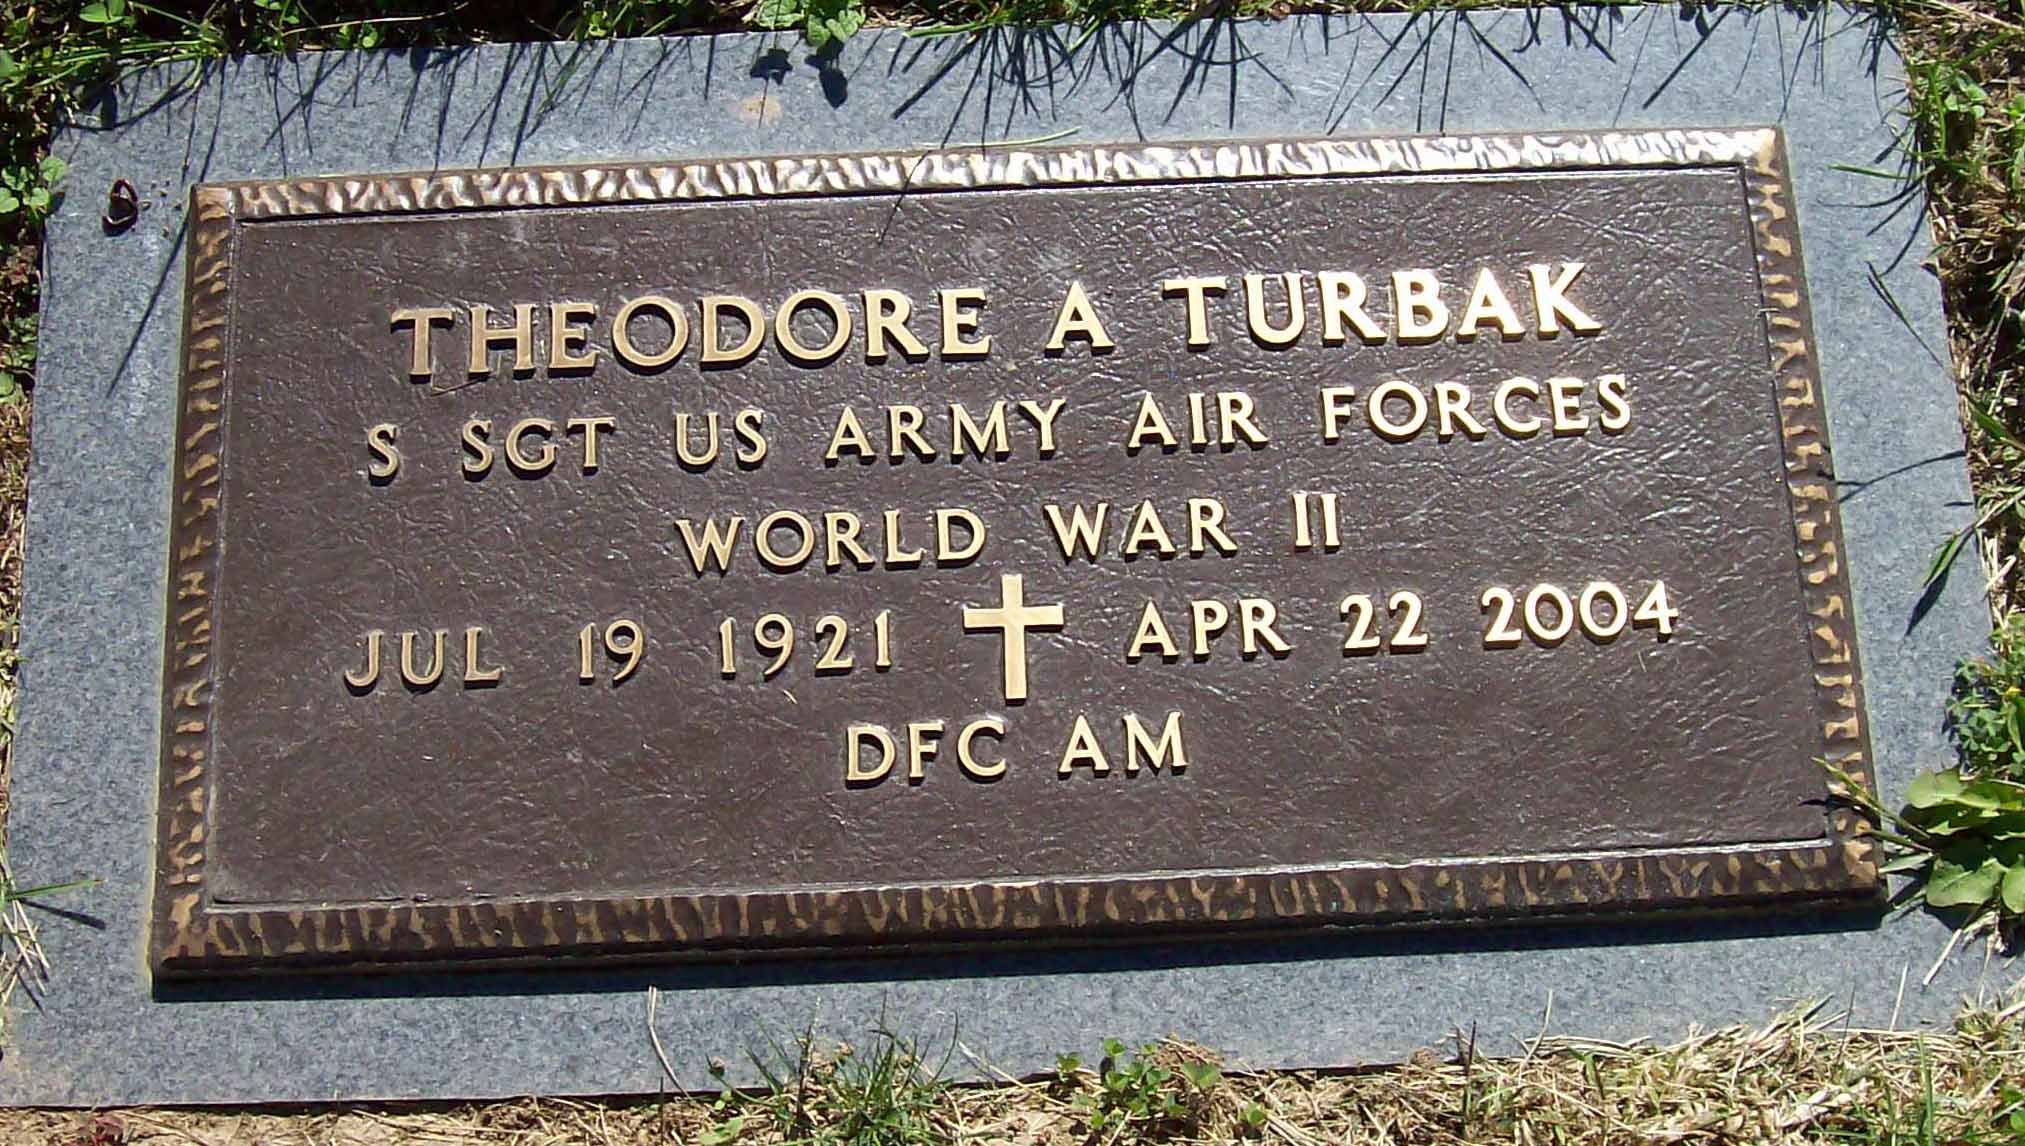 THEODORE A TURBAK
S SGT US ARMY AIR FORCES
WORLD WAR II
JUL 19 1921 APR 22 2004
DFC AM